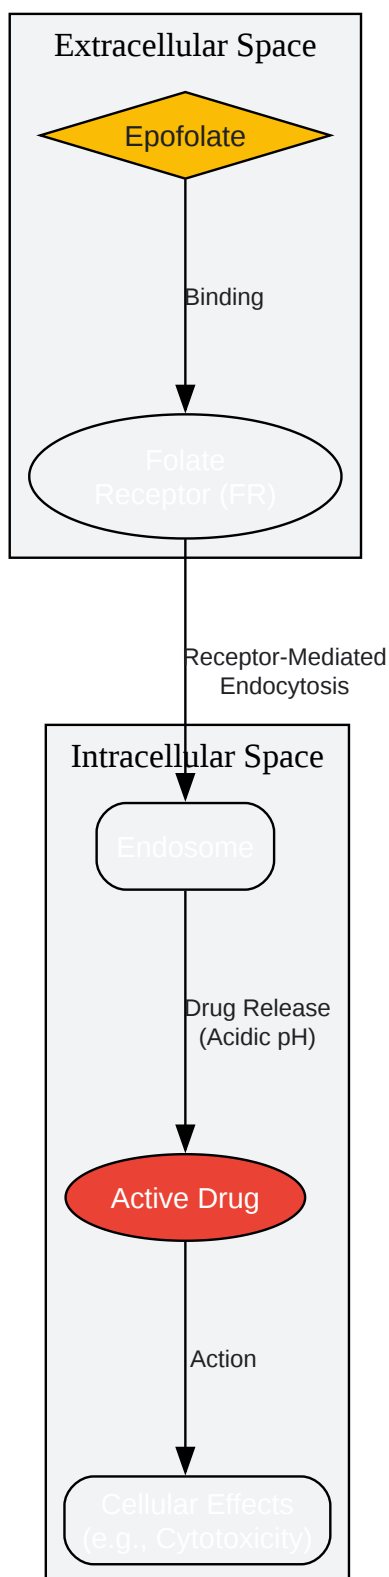 Extracellular Space
Epofolate
Binding
Folate
Receptor (FR)
Receptor-Mediated
Endocytosis
Intracellular Space
Endosome
Drug Release
(Acidic pH)
Active Drug
Action
Cellular Effects
(e.g., Cytotoxicity)